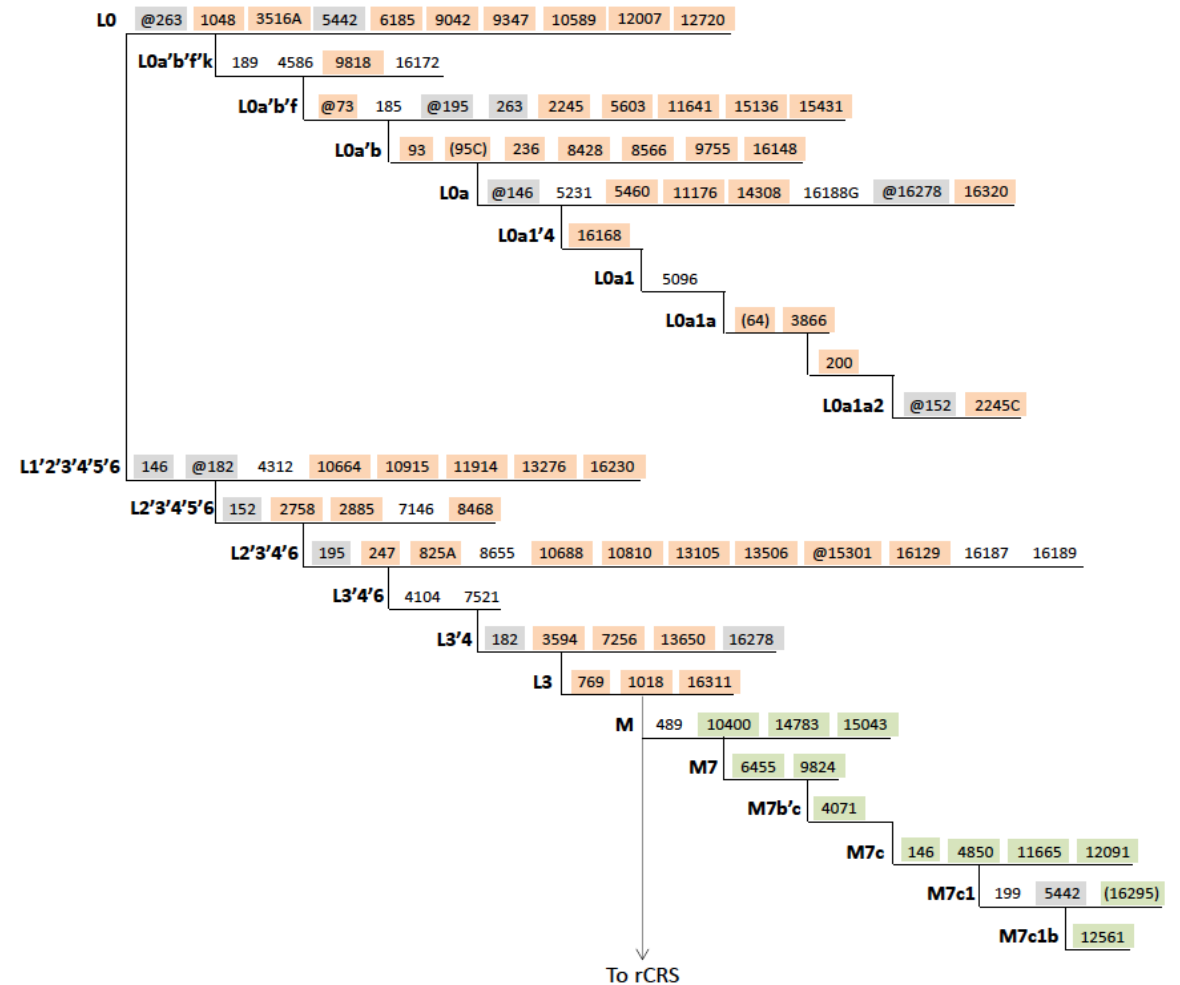 L0 @263 1048 3516A 5442 6185 9042 9347 10589 12007 12720
L0a'b'f'k 189 4586 9818 16172
L0a'b'f @73 185 @195 263 2245 5603 11641 15136 15431
L0a'b 93 (95C) 236 8428 8566 9755 16148
L0a @146 5231 5460 11176 14308 16188G @16278 16320
L0a1'4 16168
L0a1 5096
L0a1a (64) 3866
200
L0a1a2 @152 2245C
L1'2'3'4'5'6 146 @182 4312 10664 10915 11914 13276 16230
L2'3'4'5'6 152 2758 2885 7146 8468
L2'3'4'6 195 247 825A 8655 10688 10810 13105 13506 @15301 16129 16187 16189
L3'4'6 4104 7521
L3'4 182 3594 7256 13650 16278
L3 769 1018 16311
M 489 10400 14783 15043
M7 6455 9824
M7b'c 4071
M7c 146 4850 11665 12091
M7c1 199 5442 (16295)
M7c1b 12561
To rCRS